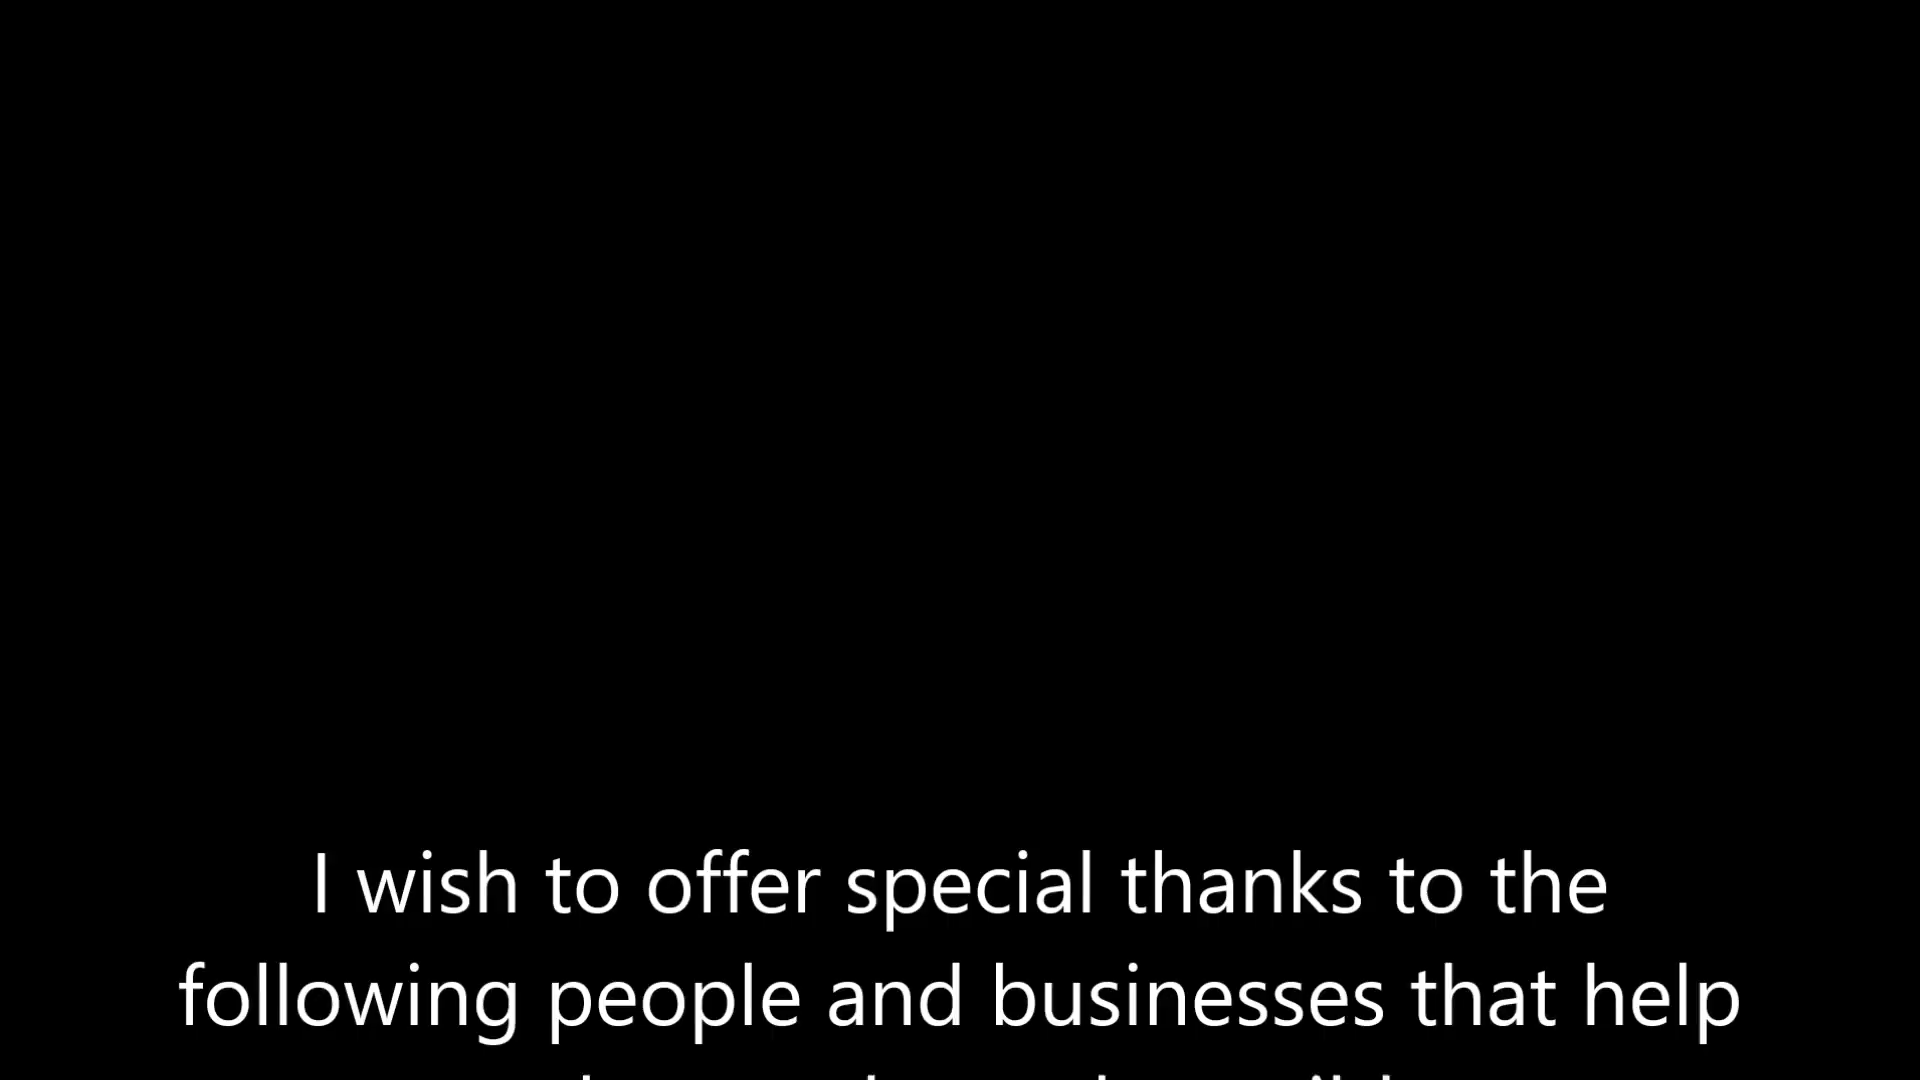 I wish to offer special thanks to the
following people and businesses that help